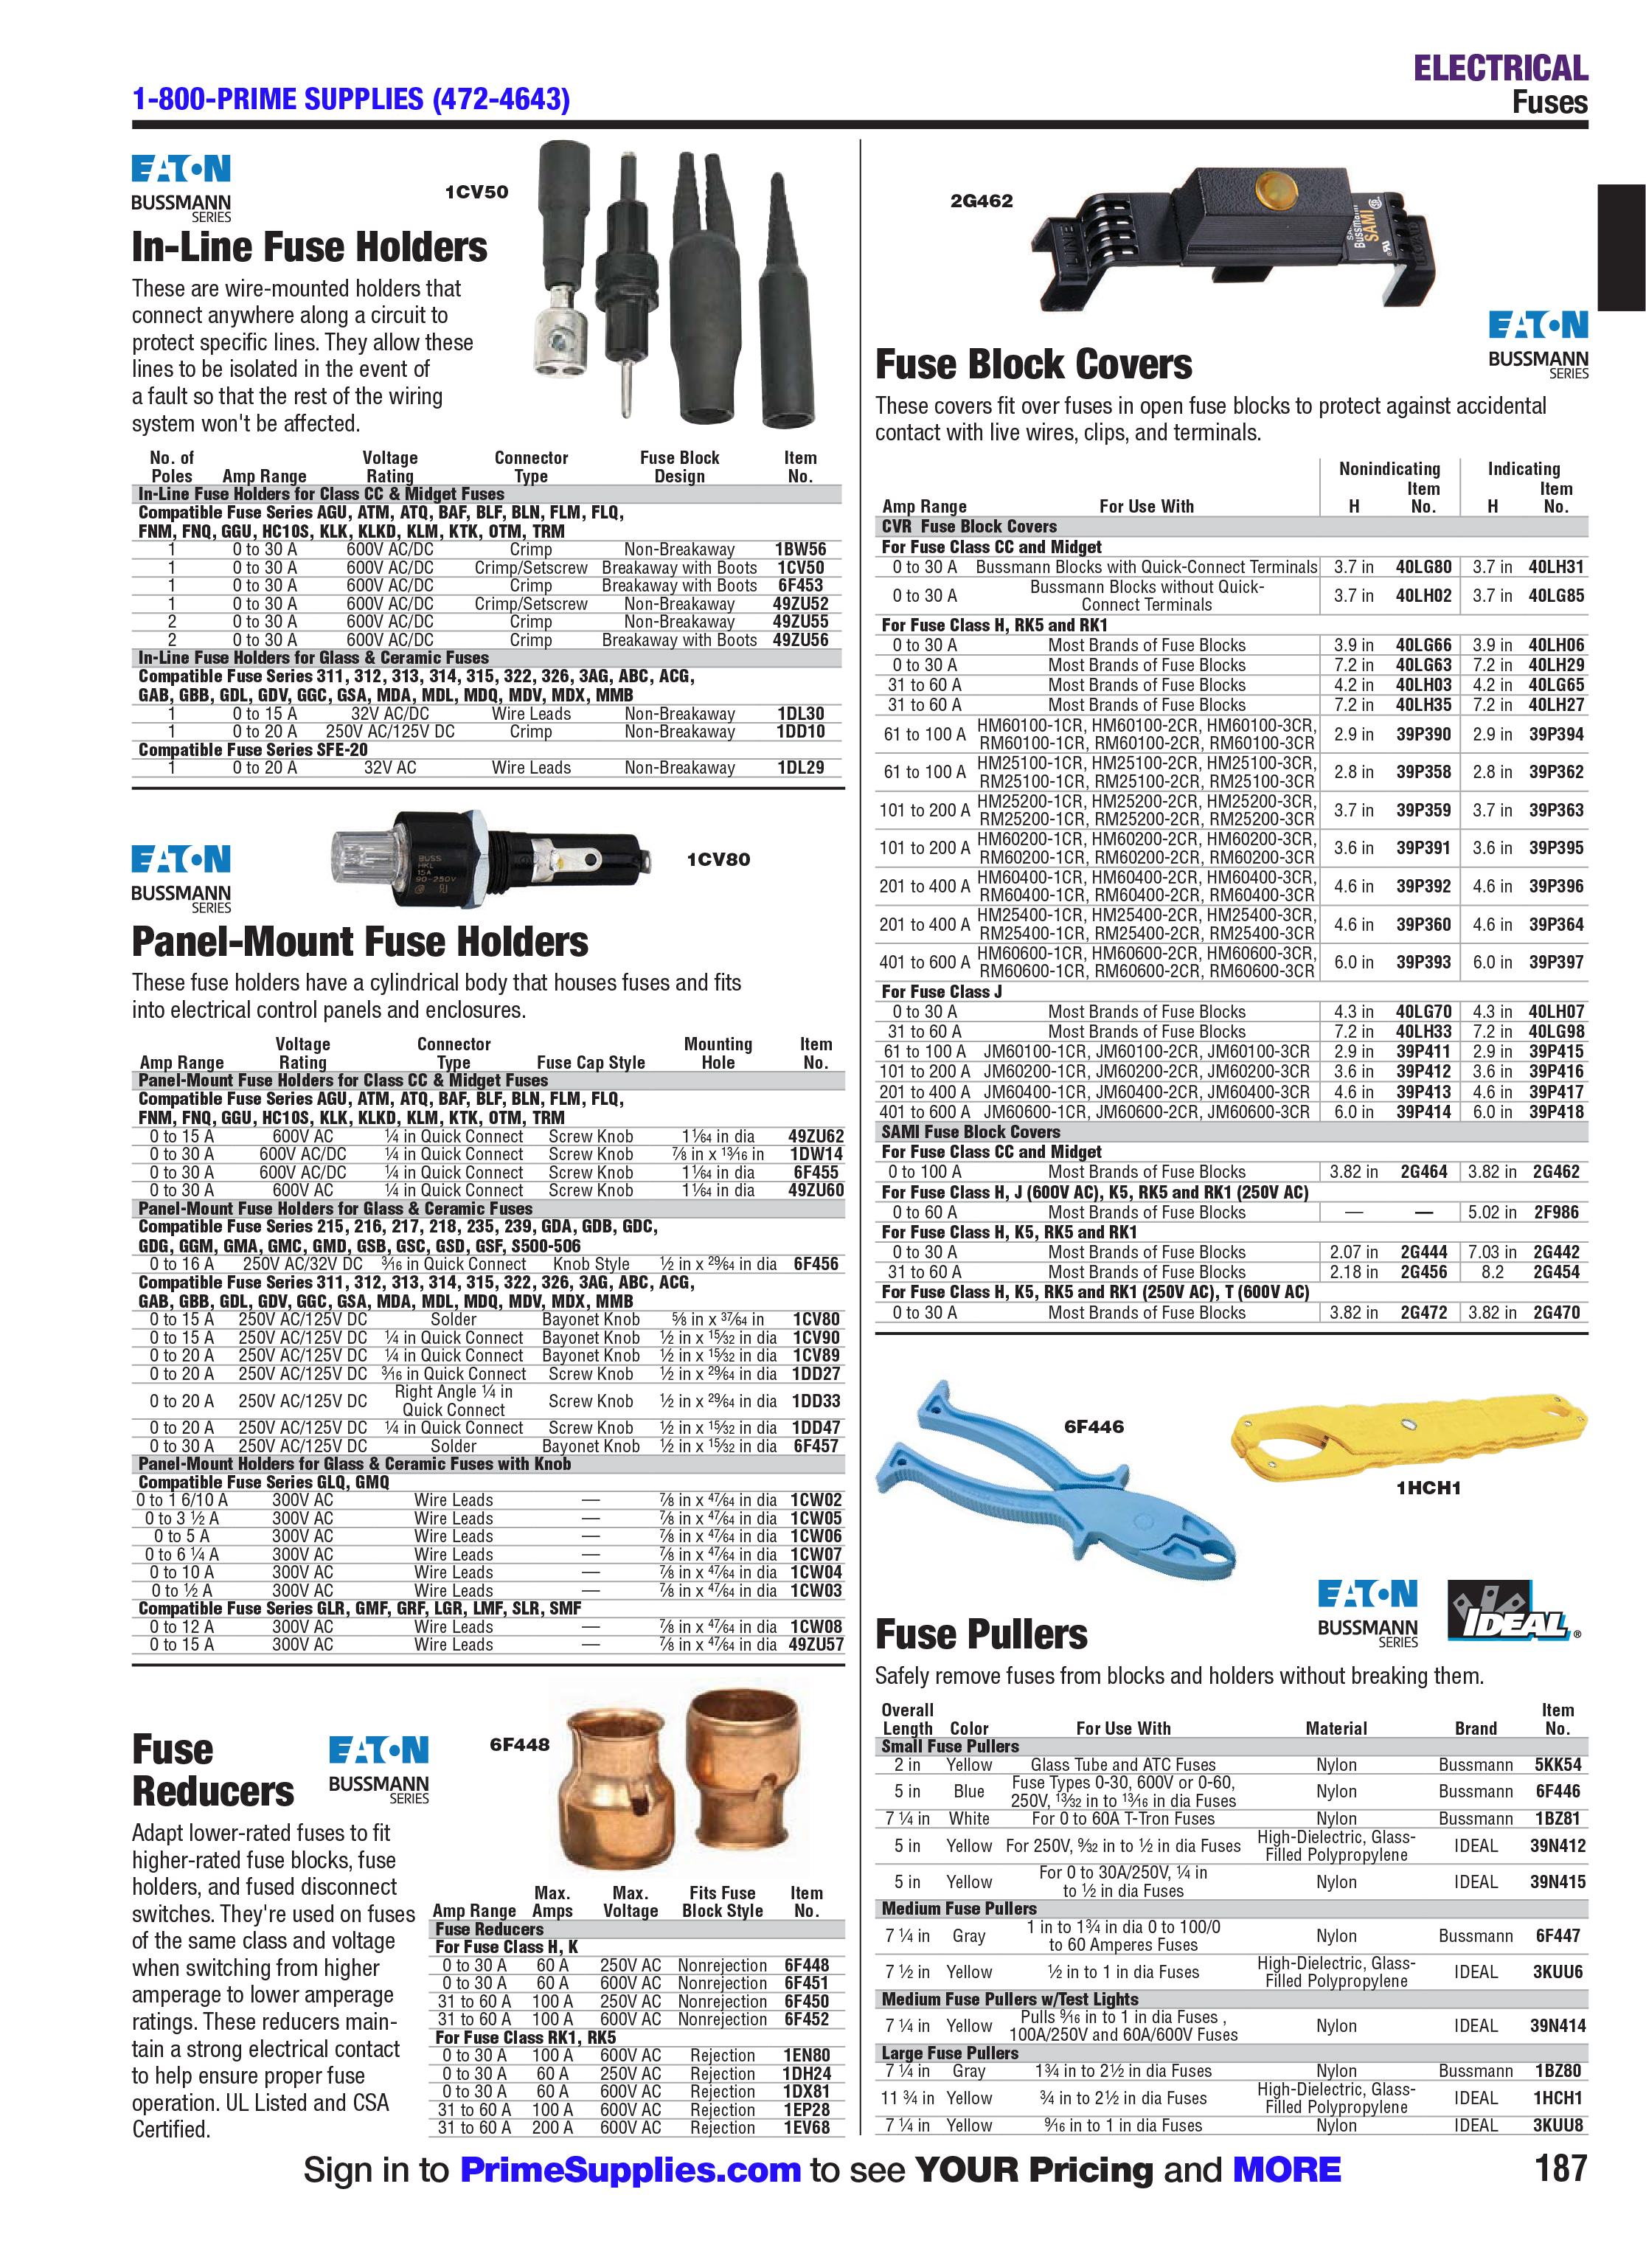 ELECTRICAL
1-800-PRIME SUPPLIES (472-4643)
Fuses
EATON
BUSSMANN
SERIES
1CV50
In-Line Fuse Holders
These are wire-mounted holders that
connect anywhere along a circuit to
protect specific lines. They allow these
lines to be isolated in the event of
a fault so that the rest of the wiring
system won't be affected.
No. of Poles Amp Range Voltage Rating Connector Type Fuse Block Design Item No.
In-Line Fuse Holders for Class CC & Midget Fuses
Compatible Fuse Series AGU, ATM, ATQ, BAF, BLF, BLN, FLM, FLQ,
FNM, FNQ, GGU, HC10S, KLK, KLKD, KLM, KTK, OTM, TRM
1 0 to 30 A 600V AC/DC Crimp Non-Breakaway 1BW56
1 0 to 30 A 600V AC/DC Crimp/Setscrew Breakaway with Boots 1CV50
1 0 to 30 A 600V AC/DC Crimp Breakaway with Boots 6F453
1 0 to 30 A 600V AC/DC Crimp/Setscrew Non-Breakaway 49ZU52
2 0 to 30 A 600V AC/DC Crimp Non-Breakaway 49ZU55
2 0 to 30 A 600V AC/DC Crimp Breakaway with Boots 49ZU56
In-Line Fuse Holders for Glass & Ceramic Fuses
Compatible Fuse Series 311, 312, 313, 314, 315, 322, 326, 3AG, ABC, ACG,
GAB, GBB, GDL, GDV, GGC, GSA, MDA, MDL, MDQ, MDV, MDX, MMB
1 0 to 15 A 32V AC/DC Wire Leads Non-Breakaway 1DL30
1 0 to 20 A 250V AC/125V DC Crimp Non-Breakaway 1DD10
Compatible Fuse Series SFE-20
1 0 to 20 A 32V AC Wire Leads Non-Breakaway 1DL29
EATON
BUSSMANN
SERIES
BUSS
HKL
15A
90-250V
1CV80
Panel-Mount Fuse Holders
These fuse holders have a cylindrical body that houses fuses and fits
into electrical control panels and enclosures.
Amp Range Voltage Rating Connector Type Fuse Cap Style Mounting Hole Item No.
Panel-Mount Fuse Holders for Class CC & Midget Fuses
Compatible Fuse Series AGU, ATM, ATQ, BAF, BLF, BLN, FLM, FLQ,
FNM, FNQ, GGU, HC10S, KLK, KLKD, KLM, KTK, OTM, TRM
0 to 15 A 600V AC ¼ in Quick Connect Screw Knob 1 1⁄64 in dia 49ZU62
0 to 30 A 600V AC/DC ¼ in Quick Connect Screw Knob ⅞ in x 13⁄16 in 1DW14
0 to 30 A 600V AC/DC ¼ in Quick Connect Screw Knob 1 1⁄64 in dia 6F455
0 to 30 A 600V AC ¼ in Quick Connect Screw Knob 1 1⁄64 in dia 49ZU60
Panel-Mount Fuse Holders for Glass & Ceramic Fuses
Compatible Fuse Series 215, 216, 217, 218, 235, 239, GDA, GDB, GDC,
GDG, GGM, GMA, GMC, GMD, GSB, GSC, GSD, GSF, S500-506
0 to 16 A 250V AC/32V DC 3⁄16 in Quick Connect Knob Style ½ in x 29⁄64 in dia 6F456
Compatible Fuse Series 311, 312, 313, 314, 315, 322, 326, 3AG, ABC, ACG,
GAB, GBB, GDL, GDV, GGC, GSA, MDA, MDL, MDQ, MDV, MDX, MMB
0 to 15 A 250V AC/125V DC Solder Bayonet Knob ⅝ in x 37⁄64 in 1CV80
0 to 15 A 250V AC/125V DC ¼ in Quick Connect Bayonet Knob ½ in x 15⁄32 in dia 1CV90
0 to 20 A 250V AC/125V DC ¼ in Quick Connect Bayonet Knob ½ in x 15⁄32 in dia 1CV89
0 to 20 A 250V AC/125V DC 3⁄16 in Quick Connect Screw Knob ½ in x 29⁄64 in dia 1DD27
0 to 20 A 250V AC/125V DC Right Angle ¼ in Quick Connect Screw Knob ½ in x 29⁄64 in dia 1DD33
0 to 20 A 250V AC/125V DC ¼ in Quick Connect Screw Knob ½ in x 15⁄32 in dia 1DD47
0 to 30 A 250V AC/125V DC Solder Bayonet Knob ½ in x 15⁄32 in dia 6F457
Panel-Mount Holders for Glass & Ceramic Fuses with Knob
Compatible Fuse Series GLQ, GMQ
0 to 1 6/10 A 300V AC Wire Leads — ⅞ in x 47⁄64 in dia 1CW02
0 to 3 ½ A 300V AC Wire Leads — ⅞ in x 47⁄64 in dia 1CW05
0 to 5 A 300V AC Wire Leads — ⅞ in x 47⁄64 in dia 1CW06
0 to 6 ¼ A 300V AC Wire Leads — ⅞ in x 47⁄64 in dia 1CW07
0 to 10 A 300V AC Wire Leads — ⅞ in x 47⁄64 in dia 1CW04
0 to ½ A 300V AC Wire Leads — ⅞ in x 47⁄64 in dia 1CW03
Compatible Fuse Series GLR, GMF, GRF, LGR, LMF, SLR, SMF
0 to 12 A 300V AC Wire Leads — ⅞ in x 47⁄64 in dia 1CW08
0 to 15 A 300V AC Wire Leads — ⅞ in x 47⁄64 in dia 49ZU57
Fuse
Reducers
EATON
BUSSMANN
SERIES
6F448
Adapt lower-rated fuses to fit
higher-rated fuse blocks, fuse
holders, and fused disconnect
switches. They're used on fuses
of the same class and voltage
when switching from higher
amperage to lower amperage
ratings. These reducers main-
tain a strong electrical contact
to help ensure proper fuse
operation. UL Listed and CSA
Certified.
Amp Range Max. Amps Max. Voltage Fits Fuse Block Style Item No.
Fuse Reducers
For Fuse Class H, K
0 to 30 A 60 A 250V AC Nonrejection 6F448
0 to 30 A 60 A 600V AC Nonrejection 6F451
31 to 60 A 100 A 250V AC Nonrejection 6F450
31 to 60 A 100 A 600V AC Nonrejection 6F452
For Fuse Class RK1, RK5
0 to 30 A 100 A 600V AC Rejection 1EN80
0 to 30 A 60 A 250V AC Rejection 1DH24
0 to 30 A 60 A 600V AC Rejection 1DX81
31 to 60 A 100 A 600V AC Rejection 1EP28
31 to 60 A 200 A 600V AC Rejection 1EV68
2G462
LINE
Bussmann
SAMI
EATON
BUSSMANN
SERIES
Fuse Block Covers
These covers fit over fuses in open fuse blocks to protect against accidental
contact with live wires, clips, and terminals.
Nonindicating Indicating
Amp Range For Use With H Item No. H Item No.
CVR Fuse Block Covers
For Fuse Class CC and Midget
0 to 30 A Bussmann Blocks with Quick-Connect Terminals 3.7 in 40LG80 3.7 in 40LH31
0 to 30 A Bussmann Blocks without Quick-Connect Terminals 3.7 in 40LH02 3.7 in 40LG85
For Fuse Class H, RK5 and RK1
0 to 30 A Most Brands of Fuse Blocks 3.9 in 40LG66 3.9 in 40LH06
0 to 30 A Most Brands of Fuse Blocks 7.2 in 40LG63 7.2 in 40LH29
31 to 60 A Most Brands of Fuse Blocks 4.2 in 40LH03 4.2 in 40LG65
31 to 60 A Most Brands of Fuse Blocks 7.2 in 40LH35 7.2 in 40LH27
61 to 100 A HM60100-1CR, HM60100-2CR, HM60100-3CR, RM60100-1CR, RM60100-2CR, RM60100-3CR 2.9 in 39P390 2.9 in 39P394
61 to 100 A HM25100-1CR, HM25100-2CR, HM25100-3CR, RM25100-1CR, RM25100-2CR, RM25100-3CR 2.8 in 39P358 2.8 in 39P362
101 to 200 A HM25200-1CR, HM25200-2CR, HM25200-3CR, RM25200-1CR, RM25200-2CR, RM25200-3CR 3.7 in 39P359 3.7 in 39P363
101 to 200 A HM60200-1CR, HM60200-2CR, HM60200-3CR, RM60200-1CR, RM60200-2CR, RM60200-3CR 3.6 in 39P391 3.6 in 39P395
201 to 400 A HM60400-1CR, HM60400-2CR, HM60400-3CR, RM60400-1CR, RM60400-2CR, RM60400-3CR 4.6 in 39P392 4.6 in 39P396
201 to 400 A HM25400-1CR, HM25400-2CR, HM25400-3CR, RM25400-1CR, RM25400-2CR, RM25400-3CR 4.6 in 39P360 4.6 in 39P364
401 to 600 A HM60600-1CR, HM60600-2CR, HM60600-3CR, RM60600-1CR, RM60600-2CR, RM60600-3CR 6.0 in 39P393 6.0 in 39P397
For Fuse Class J
0 to 30 A Most Brands of Fuse Blocks 4.3 in 40LG70 4.3 in 40LH07
31 to 60 A Most Brands of Fuse Blocks 7.2 in 40LH33 7.2 in 40LG98
61 to 100 A JM60100-1CR, JM60100-2CR, JM60100-3CR 2.9 in 39P411 2.9 in 39P415
101 to 200 A JM60200-1CR, JM60200-2CR, JM60200-3CR 3.6 in 39P412 3.6 in 39P416
201 to 400 A JM60400-1CR, JM60400-2CR, JM60400-3CR 4.6 in 39P413 4.6 in 39P417
401 to 600 A JM60600-1CR, JM60600-2CR, JM60600-3CR 6.0 in 39P414 6.0 in 39P418
SAMI Fuse Block Covers
For Fuse Class CC and Midget
0 to 100 A Most Brands of Fuse Blocks 3.82 in 2G464 3.82 in 2G462
For Fuse Class H, J (600V AC), K5, RK5 and RK1 (250V AC)
0 to 60 A Most Brands of Fuse Blocks — — 5.02 in 2F986
For Fuse Class H, K5, RK5 and RK1
0 to 30 A Most Brands of Fuse Blocks 2.07 in 2G444 7.03 in 2G442
31 to 60 A Most Brands of Fuse Blocks 2.18 in 2G456 8.2 2G454
For Fuse Class H, K5, RK5 and RK1 (250V AC), T (600V AC)
0 to 30 A Most Brands of Fuse Blocks 3.82 in 2G472 3.82 in 2G470
6F446
1HCH1
EATON
BUSSMANN
SERIES
IDEAL®
Fuse Pullers
Safely remove fuses from blocks and holders without breaking them.
Overall Length Color For Use With Material Brand Item No.
Small Fuse Pullers
2 in Yellow Glass Tube and ATC Fuses Nylon Bussmann 5KK54
5 in Blue Fuse Types 0-30, 600V or 0-60, 250V, 13⁄32 in to 13⁄16 in dia Fuses Nylon Bussmann 6F446
7 ¼ in White For 0 to 60A T-Tron Fuses Nylon Bussmann 1BZ81
5 in Yellow For 250V, 9⁄32 in to ½ in dia Fuses High-Dielectric, Glass-Filled Polypropylene IDEAL 39N412
5 in Yellow For 0 to 30A/250V, ¼ in to ½ in dia Fuses Nylon IDEAL 39N415
Medium Fuse Pullers
7 ¼ in Gray 1 in to 1¾ in dia 0 to 100/0 to 60 Amperes Fuses Nylon Bussmann 6F447
7 ½ in Yellow ½ in to 1 in dia Fuses High-Dielectric, Glass-Filled Polypropylene IDEAL 3KUU6
Medium Fuse Pullers w/Test Lights
7 ¼ in Yellow Pulls 9⁄16 in to 1 in dia Fuses , 100A/250V and 60A/600V Fuses Nylon IDEAL 39N414
Large Fuse Pullers
7 ¼ in Gray 1¾ in to 2½ in dia Fuses Nylon Bussmann 1BZ80
11 ¾ in Yellow ¾ in to 2½ in dia Fuses High-Dielectric, Glass-Filled Polypropylene IDEAL 1HCH1
7 ¼ in Yellow 9⁄16 in to 1 in dia Fuses Nylon IDEAL 3KUU8
Sign in to PrimeSupplies.com to see YOUR Pricing and MORE
187